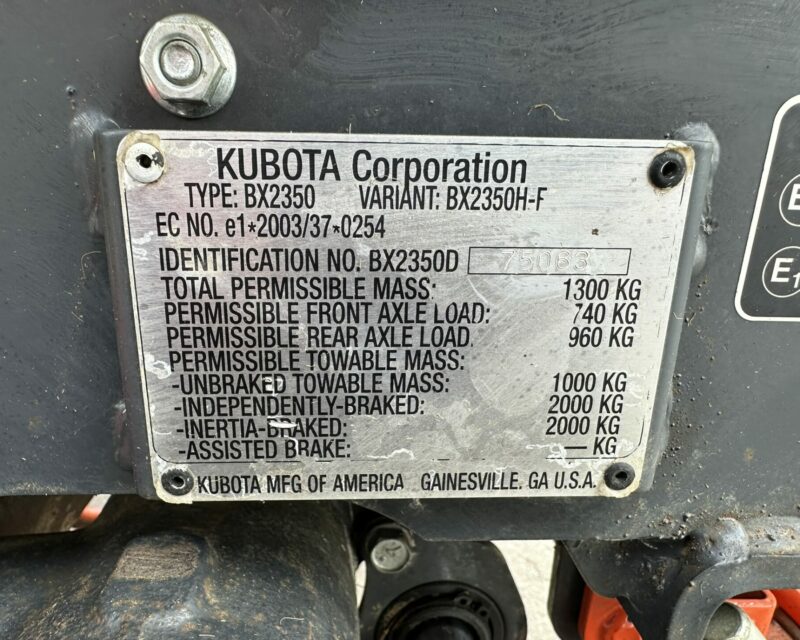 KUBOTA Corporation
TYPE: BX2350 VARIANT: BX2350H-F
EC NO. e1*2003/37*0254
IDENTIFICATION NO. BX2350D 75063
TOTAL PERMISSIBLE MASS: 1300 KG
PERMISSIBLE FRONT AXLE LOAD: 740 KG
PERMISSIBLE REAR AXLE LOAD. 960 KG
PERMISSIBLE TOWABLE MASS:
-UNBRAKED TOWABLE MASS: 1000 KG
-INDEPENDENTLY-BRAKED: 2000 KG
-INERTIA-BRAKED: 2000 KG
-ASSISTED BRAKE: — KG
KUBOTA MFG OF AMERICA GAINESVILLE. GA U.S.A.
E
E1